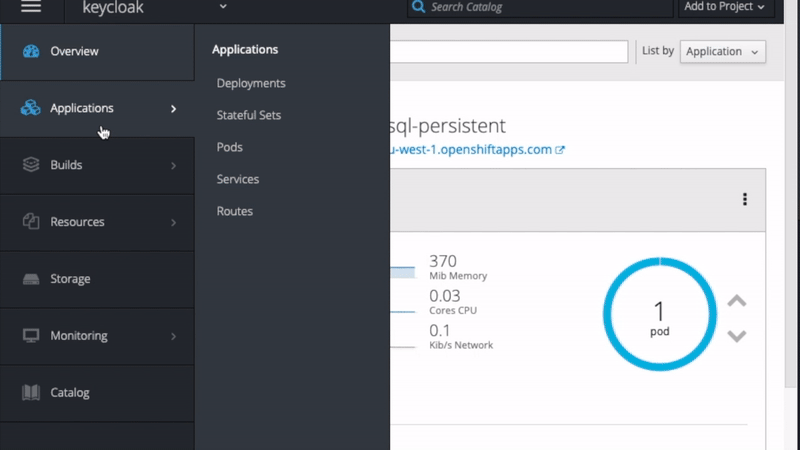 keycloak
Search Catalog
Add to Project
Overview
Applications
Builds
Resources
Storage
Monitoring
Catalog
Applications
Deployments
Stateful Sets
Pods
Services
Routes
List by
Application
sql-persistent
u-west-1.openshiftapps.com
370
Mib Memory
0.03
Cores CPU
0.1
Kib/s Network
1
pod